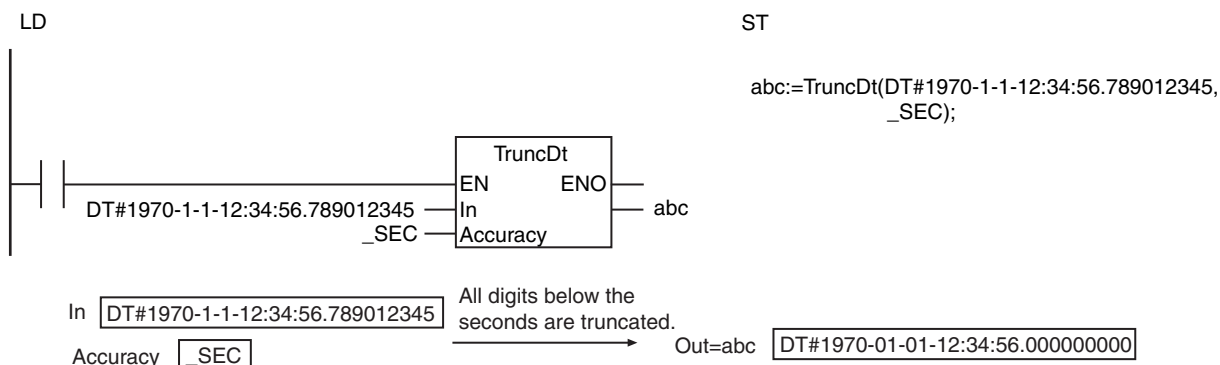 LD
ST
abc:=TruncDt(DT#1970-1-1-12:34:56.789012345,
_SEC);
TruncDt
EN ENO
DT#1970-1-1-12:34:56.789012345 In abc
_SEC Accuracy
In DT#1970-1-1-12:34:56.789012345
All digits below the
seconds are truncated.
Accuracy _SEC
Out=abc DT#1970-01-01-12:34:56.000000000